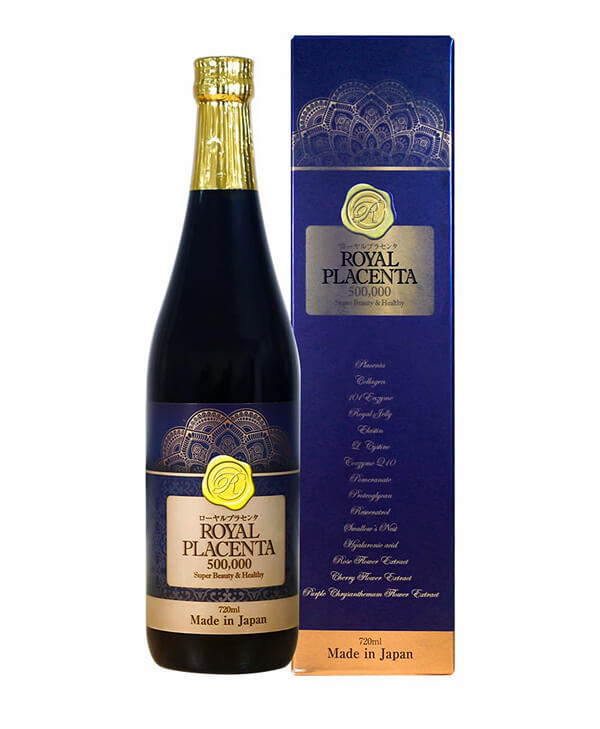 R
ローヤルプラセンタ
ROYAL
PLACENTA
500,000
Super Beauty & Healthy
720ml
Made in Japan
R
ローヤルプラセンタ
ROYAL
PLACENTA
500,000
Super Beauty & Healthy
Placenta
Collagen
101 Enzyme
Royal Jelly
Elastin
L Cystine
Coezyme Q10
Pomeranate
Proteoglycan
Resveratrol
Swallow's Nest
Hyaluronic acid
Rose Flower Extract
Cherry Flower Extract
Purple Chrysanthemum Flower Extract
720ml
Made in Japan